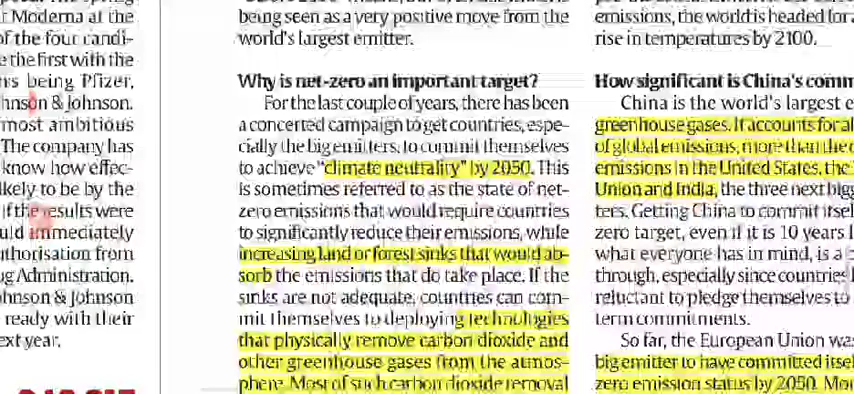 Moderna at the
of the four candi-
e the first with the
being Pfizer,
hnson & Johnson.
most ambitious
The company has
know how effec-
kely to be by the
If the results were
uld immediately
uthorisation from
ug Administration.
ohnson & Johnson
ready with their
ext year.
being seen as a very positive move from the
world's largest emitter.
Why is net-zero an important target?
For the last couple of years, there has been
a concerted campaign to get countries, espe-
cially the big emitters, to commit themselves
to achieve "climate neutrality" by 2050. This
is sometimes referred to as the state of net-
zero emissions that would require countries
to significantly reduce their emissions, while
increasing land or forest sinks that would ab-
sorb the emissions that do take place. If the
sinks are not adequate, countries can com-
mit themselves to deploying technologies
that physically remove carbon dioxide and
other greenhouse gases from the atmos-
phere. Most of such carbon dioxide removal
emissions, the world is headed for
rise in temperatures by 2100.
How significant is China's comm
China is the world's largest e
greenhouse gases. It accounts for al
of global emissions, more than the c
emissions in the United States, the
Union and India, the three next bigg
ters. Getting China to commit itsel
zero target, even if it is 10 years l
what everyone has in mind, is a
through, especially since countries
reluctant to pledge themselves to
term commitments.
So far, the European Union was
big emitter to have committed itsel
zero emission status by 2050. Mor